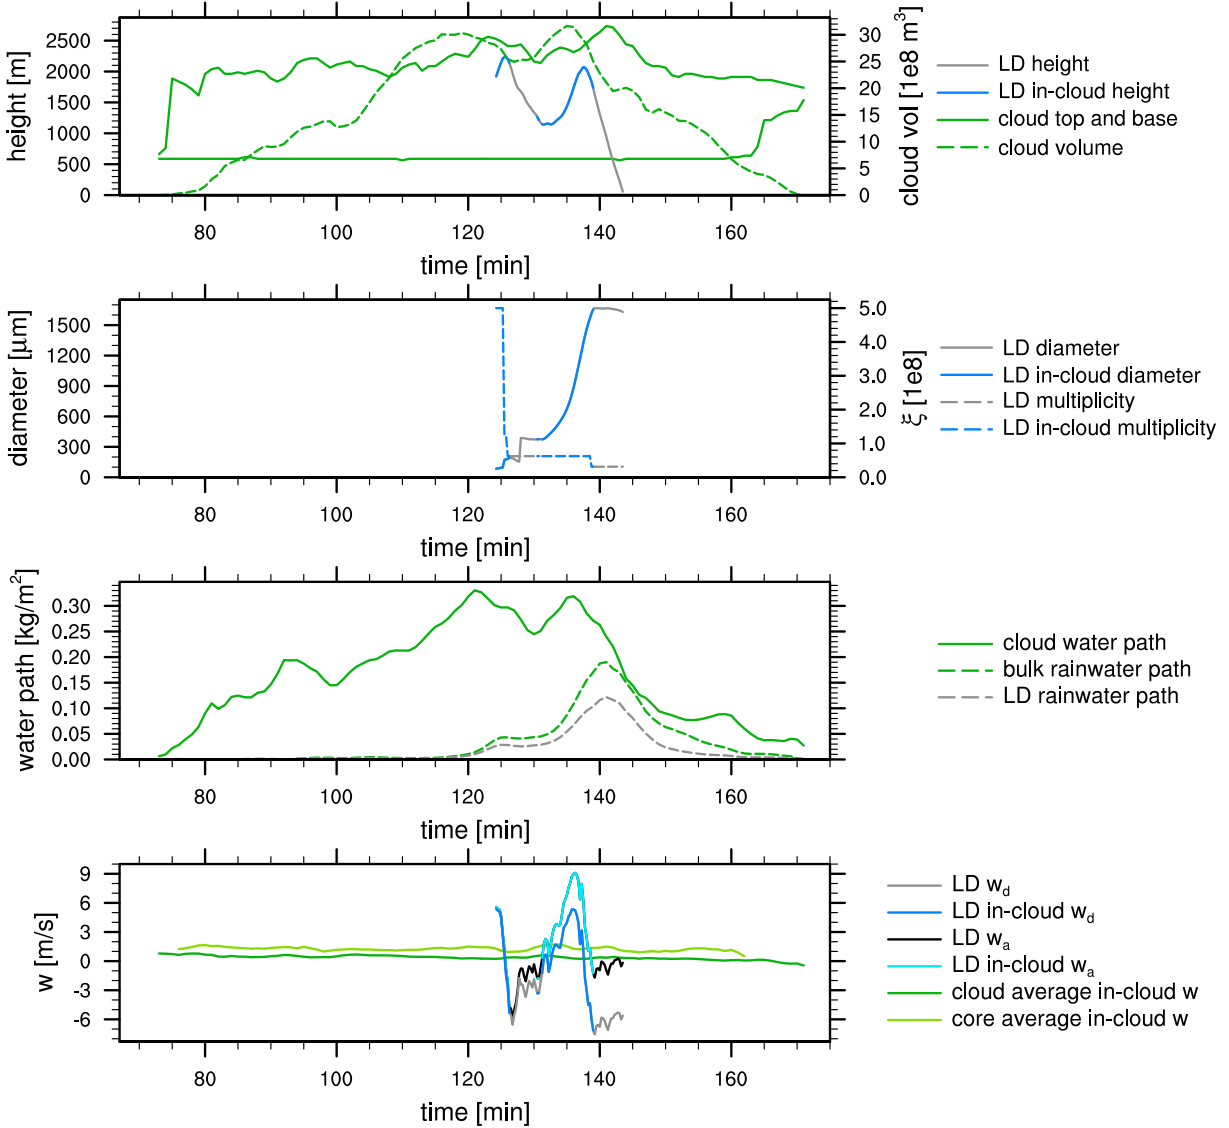 height [m]
2500
2000
1500
1000
500
0
30
25
20
15
10
5
0
cloud vol [1e8 m³]
80
100
120
140
160
time [min]
LD height
LD in-cloud height
cloud top and base
cloud volume
diameter [μm]
1500
1200
900
600
300
0
5.0
4.0
3.0
2.0
1.0
0.0
ξ [1e8]
80
100
120
140
160
time [min]
LD diameter
LD in-cloud diameter
LD multiplicity
LD in-cloud multiplicity
water path [kg/m²]
0.30
0.25
0.20
0.15
0.10
0.05
0.00
80
100
120
140
160
time [min]
cloud water path
bulk rainwater path
LD rainwater path
w [m/s]
9
6
3
0
-3
-6
80
100
120
140
160
time [min]
LD w_d
LD in-cloud w_d
LD w_a
LD in-cloud w_a
cloud average in-cloud w
core average in-cloud w